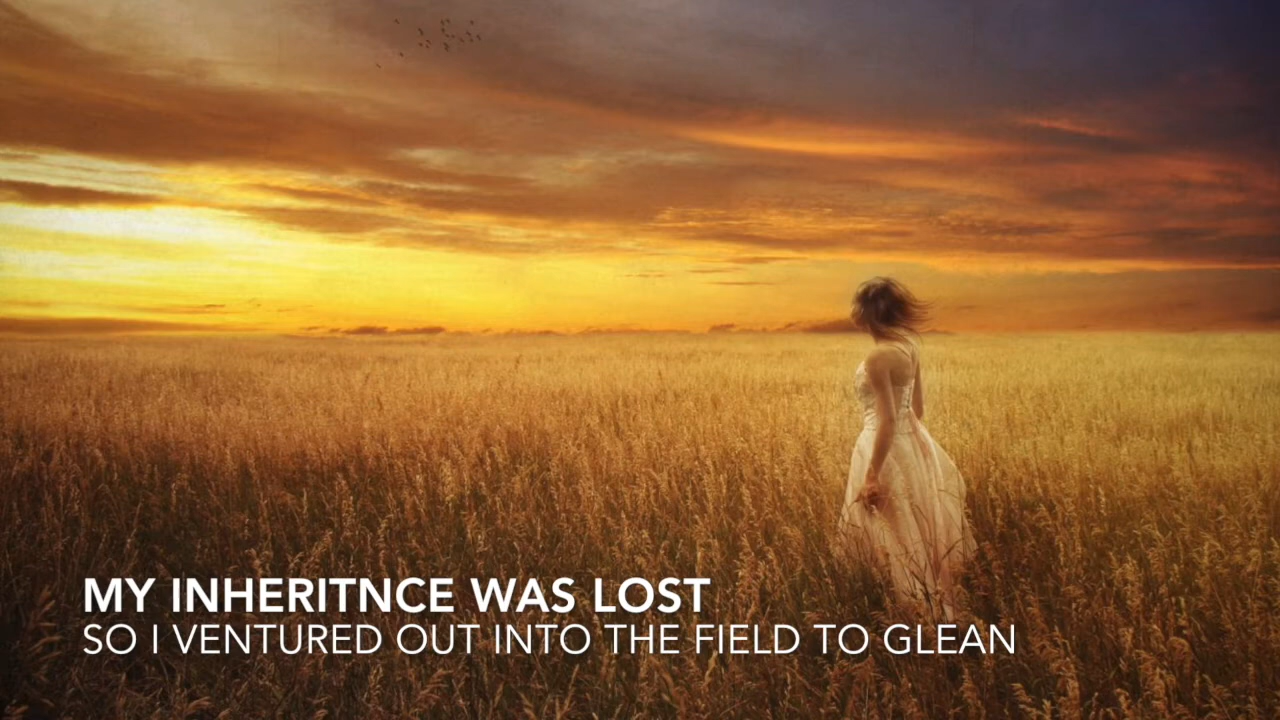 MY INHERITNCE WAS LOST
SO I VENTURED OUT INTO THE FIELD TO GLEAN